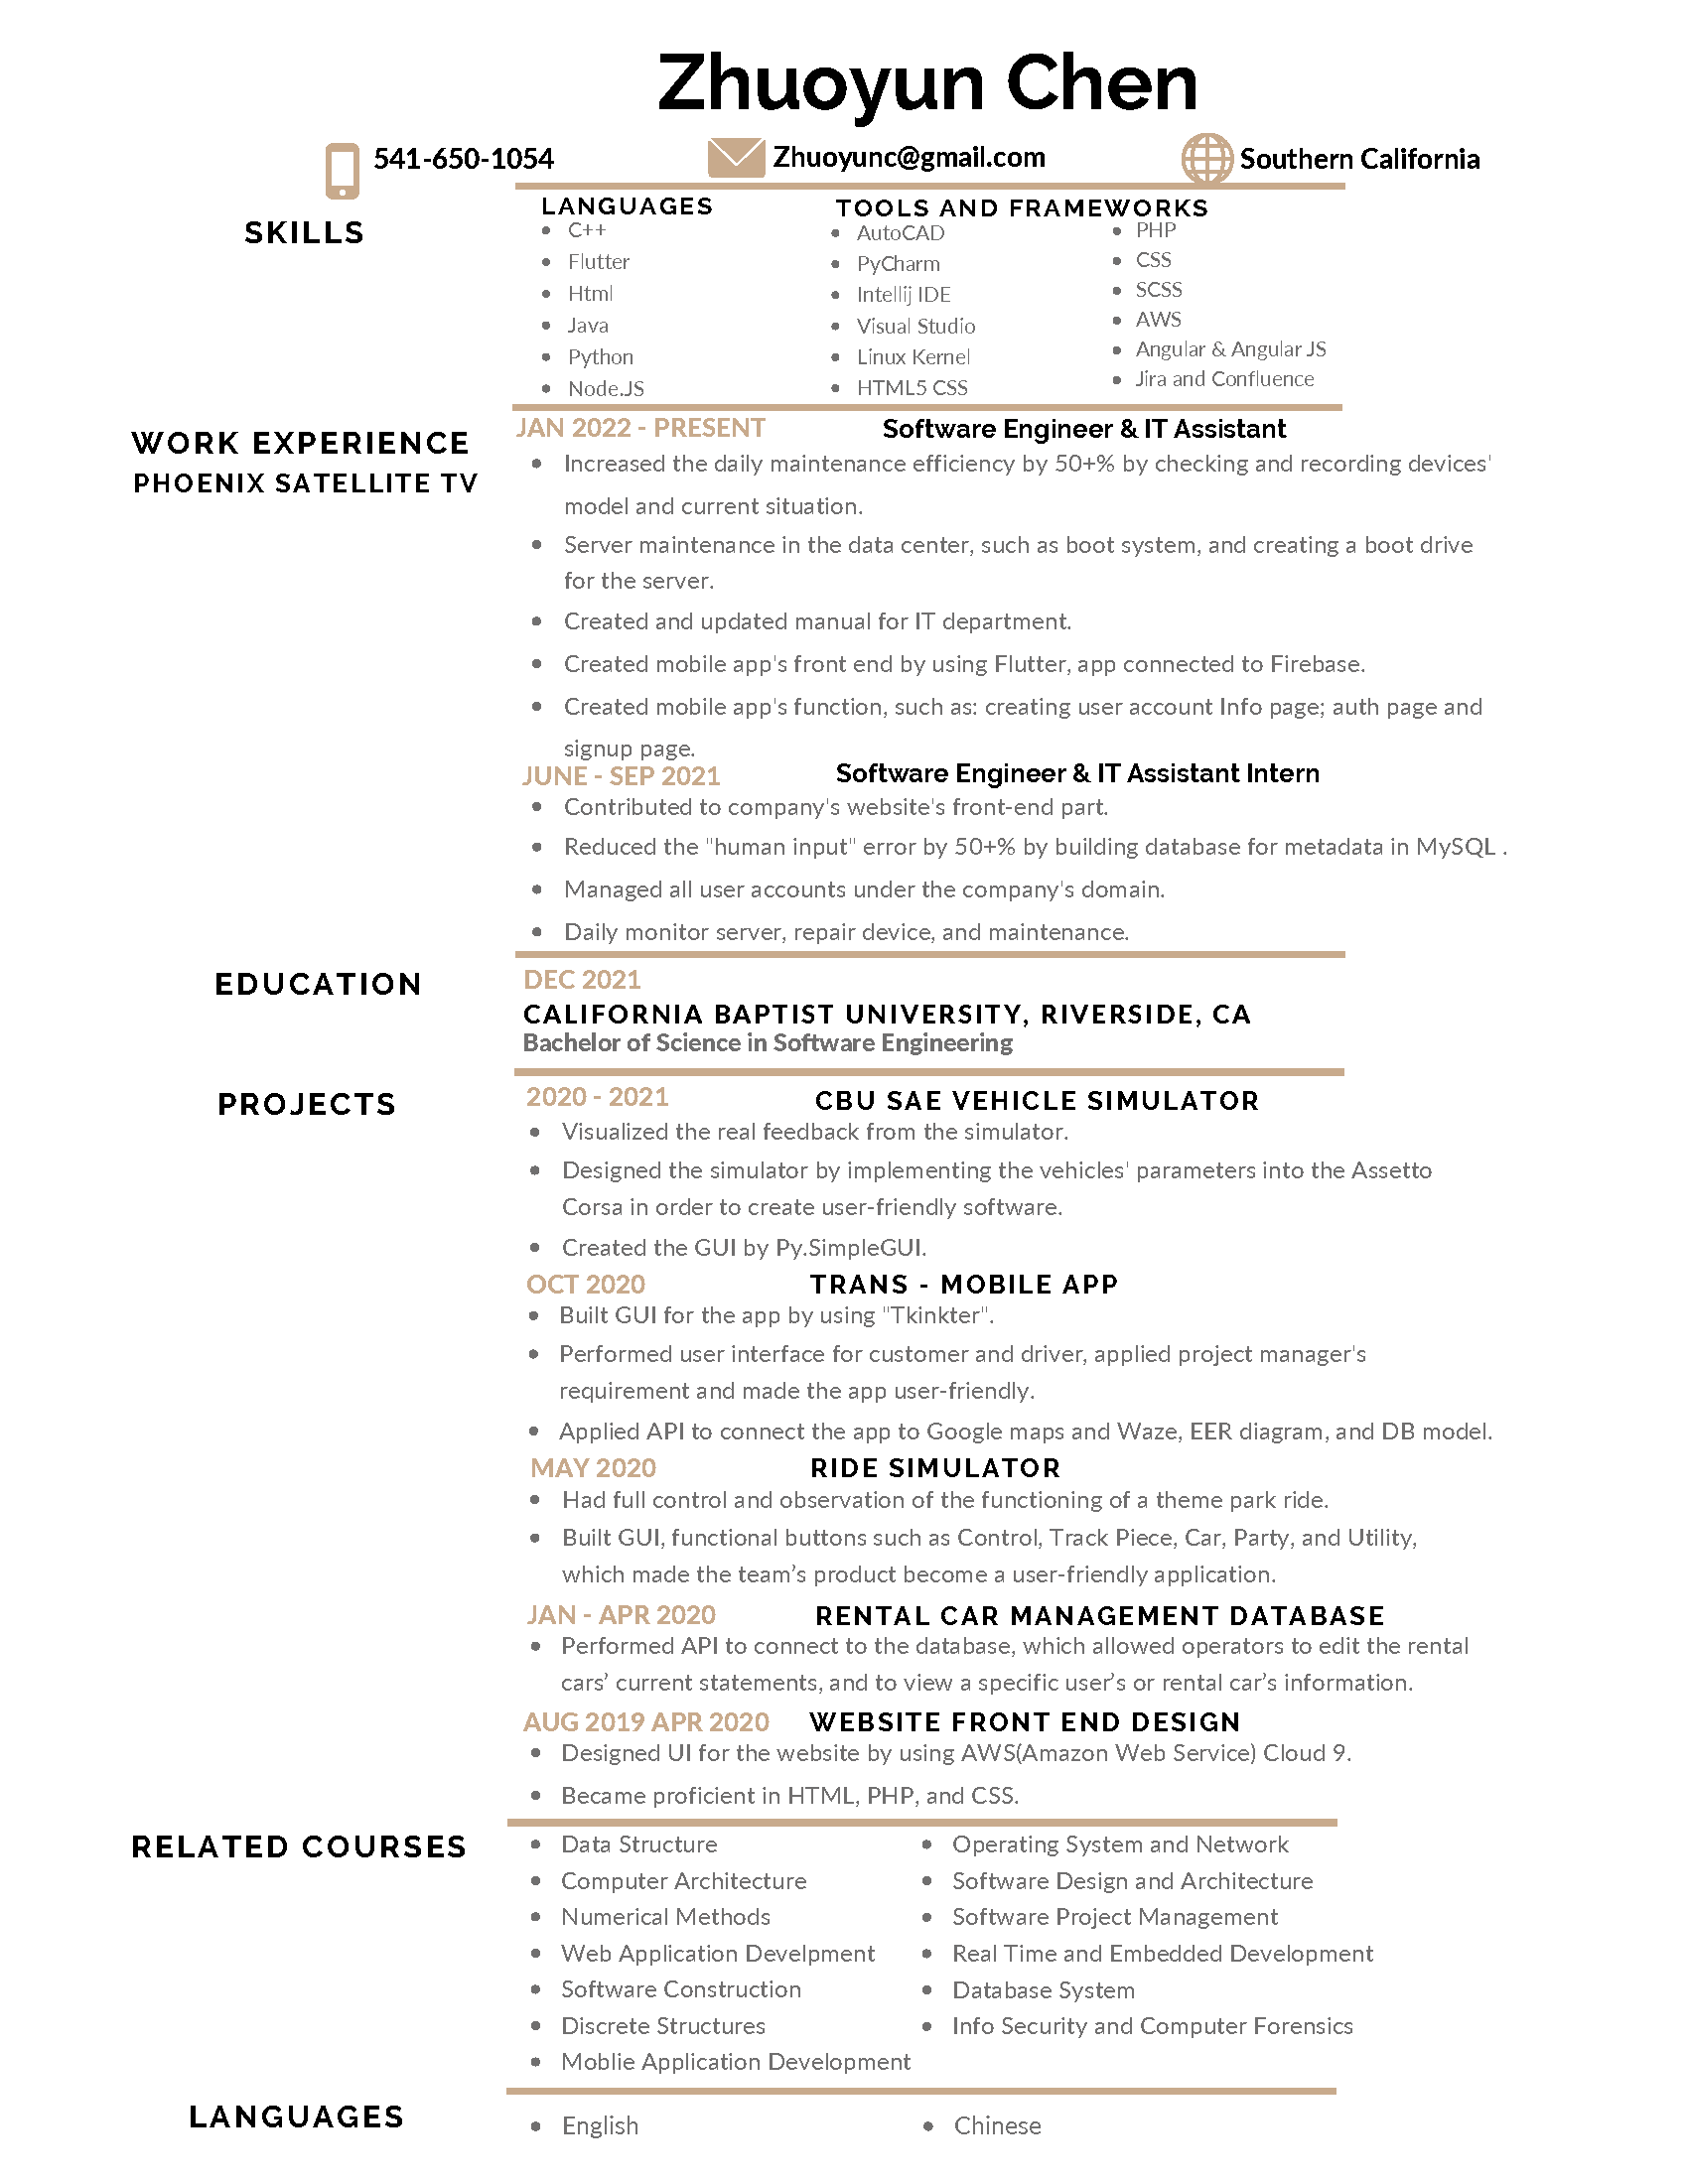 Zhuoyun Chen
541-650-1054
Zhuoyunc@gmail.com
Southern California
SKILLS
LANGUAGES
C++
Flutter
Html
Java
Python
Node.JS
TOOLS AND FRAMEWORKS
AutoCAD
PyCharm
Intellij IDE
Visual Studio
Linux Kernel
HTML5 CSS
PHP
CSS
SCSS
AWS
Angular & Angular JS
Jira and Confluence
WORK EXPERIENCE
PHOENIX SATELLITE TV
JAN 2022 - PRESENT
Software Engineer & IT Assistant
Increased the daily maintenance efficiency by 50+% by checking and recording devices'
model and current situation.
Server maintenance in the data center, such as boot system, and creating a boot drive
for the server.
Created and updated manual for IT department.
Created mobile app's front end by using Flutter, app connected to Firebase.
Created mobile app's function, such as: creating user account Info page; auth page and
signup page.
JUNE - SEP 2021
Software Engineer & IT Assistant Intern
Contributed to company's website's front-end part.
Reduced the "human input" error by 50+% by building database for metadata in MySQL .
Managed all user accounts under the company's domain.
Daily monitor server, repair device, and maintenance.
EDUCATION
DEC 2021
CALIFORNIA BAPTIST UNIVERSITY, RIVERSIDE, CA
Bachelor of Science in Software Engineering
PROJECTS
2020 - 2021
CBU SAE VEHICLE SIMULATOR
Visualized the real feedback from the simulator.
Designed the simulator by implementing the vehicles' parameters into the Assetto
Corsa in order to create user-friendly software.
Created the GUI by Py.SimpleGUI.
OCT 2020
TRANS - MOBILE APP
Built GUI for the app by using "Tkinkter".
Performed user interface for customer and driver, applied project manager's
requirement and made the app user-friendly.
Applied API to connect the app to Google maps and Waze, EER diagram, and DB model.
MAY 2020
RIDE SIMULATOR
Had full control and observation of the functioning of a theme park ride.
Built GUI, functional buttons such as Control, Track Piece, Car, Party, and Utility,
which made the team’s product become a user-friendly application.
JAN - APR 2020
RENTAL CAR MANAGEMENT DATABASE
Performed API to connect to the database, which allowed operators to edit the rental
cars’ current statements, and to view a specific user’s or rental car’s information.
AUG 2019 APR 2020
WEBSITE FRONT END DESIGN
Designed UI for the website by using AWS(Amazon Web Service) Cloud 9.
Became proficient in HTML, PHP, and CSS.
RELATED COURSES
Data Structure
Computer Architecture
Numerical Methods
Web Application Develpment
Software Construction
Discrete Structures
Moblie Application Development
Operating System and Network
Software Design and Architecture
Software Project Management
Real Time and Embedded Development
Database System
Info Security and Computer Forensics
LANGUAGES
English
Chinese